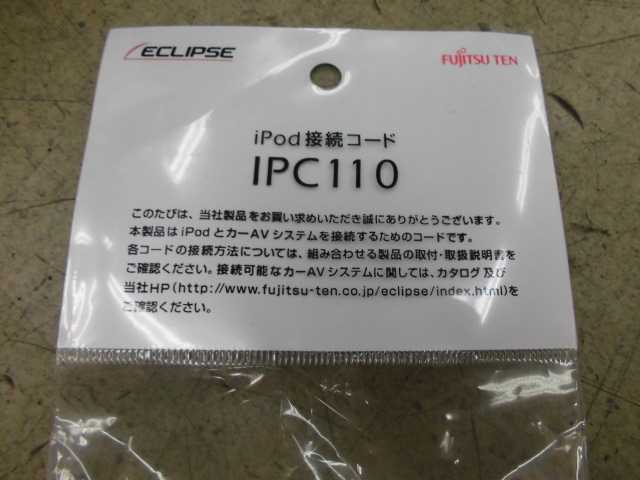 ECLIPSE
FUJITSU TEN
iPod接続コード
IPC110
このたびは、当社製品をお買い求めいただき誠にありがとうございます。
本製品はiPodとカーAVシステムを接続するためのコードです。
各コードの接続方法については、組み合わせる製品の取付・取扱説明書を
ご確認ください。接続可能なカーAVシステムに関しては、カタログ及び
当社HP(http://www.fujitsu-ten.co.jp/eclipse/index.html)を
ご確認ください。